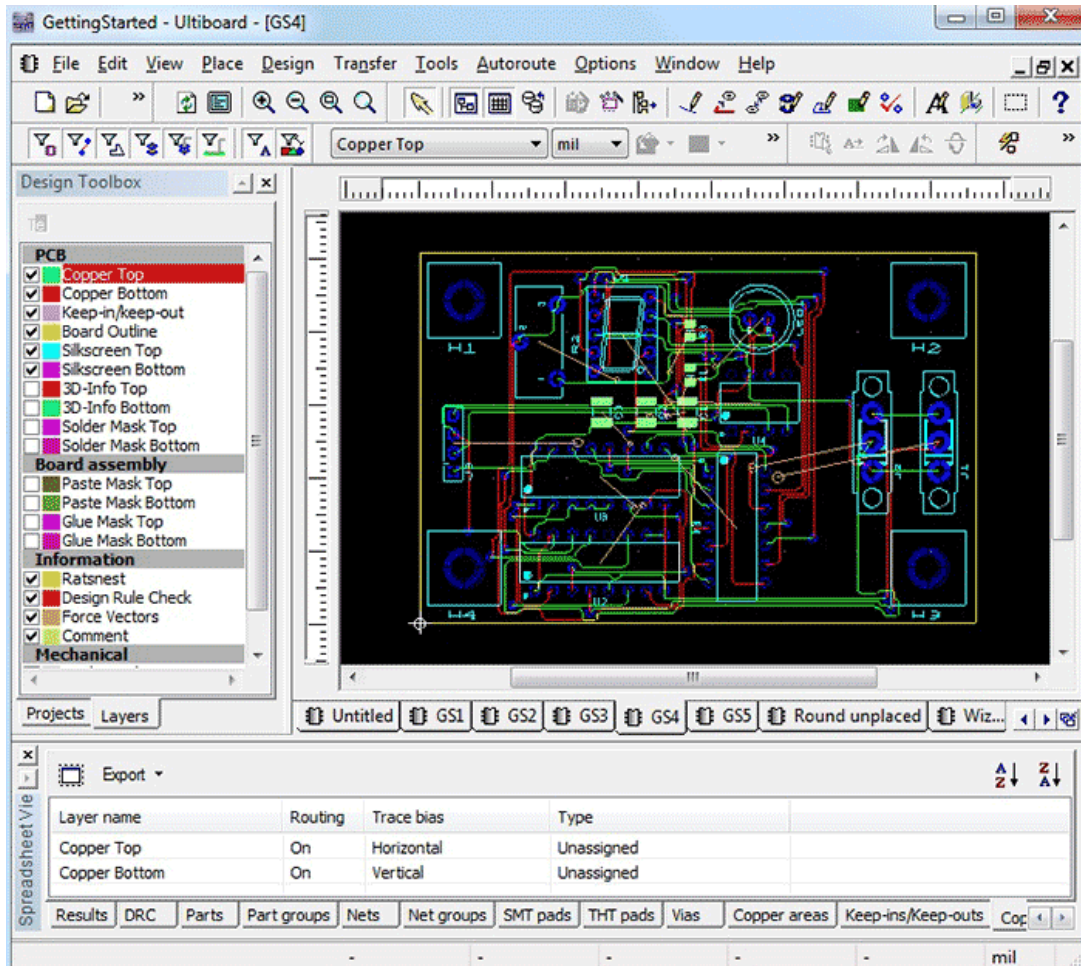 GettingStarted - Ultiboard - [GS4]
File Edit View Place Design Transfer Tools Autoroute Options Window Help
Copper Top mil
Design Toolbox
PCB
Copper Top
Copper Bottom
Keep-in/keep-out
Board Outline
Silkscreen Top
Silkscreen Bottom
3D-Info Top
3D-Info Bottom
Solder Mask Top
Solder Mask Bottom
Board assembly
Paste Mask Top
Paste Mask Bottom
Glue Mask Top
Glue Mask Bottom
Information
Ratsnest
Design Rule Check
Force Vectors
Comment
Mechanical
Projects Layers
H1
H2
U4
J2
J1
U3
U2
H4
H3
Untitled GS1 GS2 GS3 GS4 GS5 Round unplaced Wiz...
Spreadsheet Vie
Export
Layer name Routing Trace bias Type
Copper Top On Horizontal Unassigned
Copper Bottom On Vertical Unassigned
Results DRC Parts Part groups Nets Net groups SMT pads THT pads Vias Copper areas Keep-ins/Keep-outs Cop
- - - - - mil